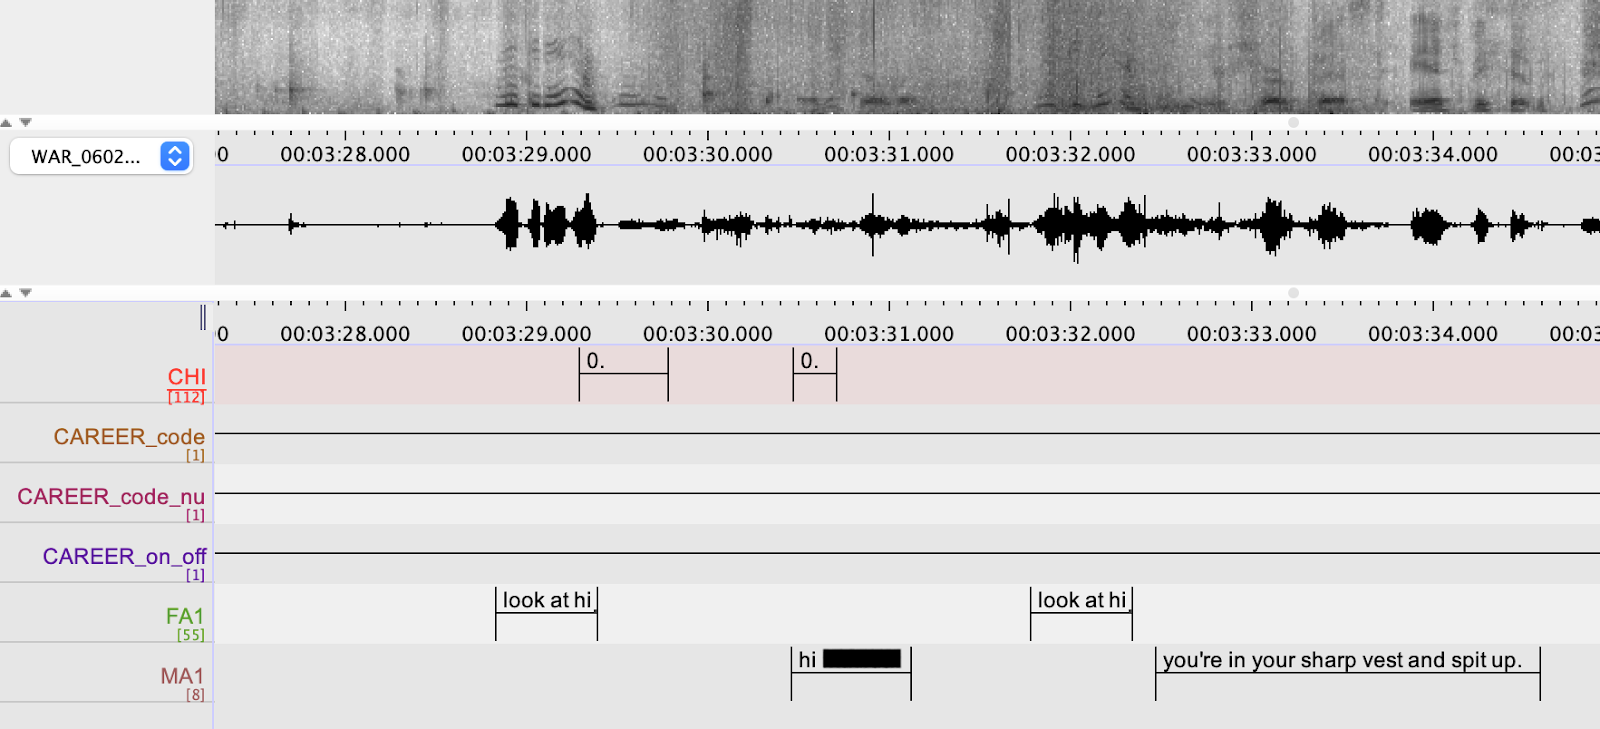 WAR_0602...
0 00:03:28.000 00:03:29.000 00:03:30.000 00:03:31.000 00:03:32.000 00:03:33.000 00:03:34.000 00:03
0 00:03:28.000 00:03:29.000 00:03:30.000 00:03:31.000 00:03:32.000 00:03:33.000 00:03:34.000 00:03
CHI 0. 0.
[112]
CAREER_code
[1]
CAREER_code_nu
[1]
CAREER_on_off
[1]
FA1 look at hi look at hi
[55]
MA1 hi you're in your sharp vest and spit up.
[8]